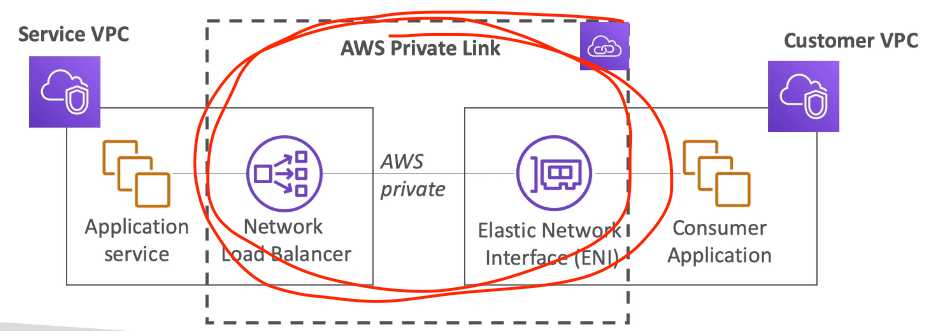 Service VPC
AWS Private Link
Customer VPC
AWS
private
Application
service
Network
Load Balancer
Elastic Network
Interface (ENI)
Consumer
Application